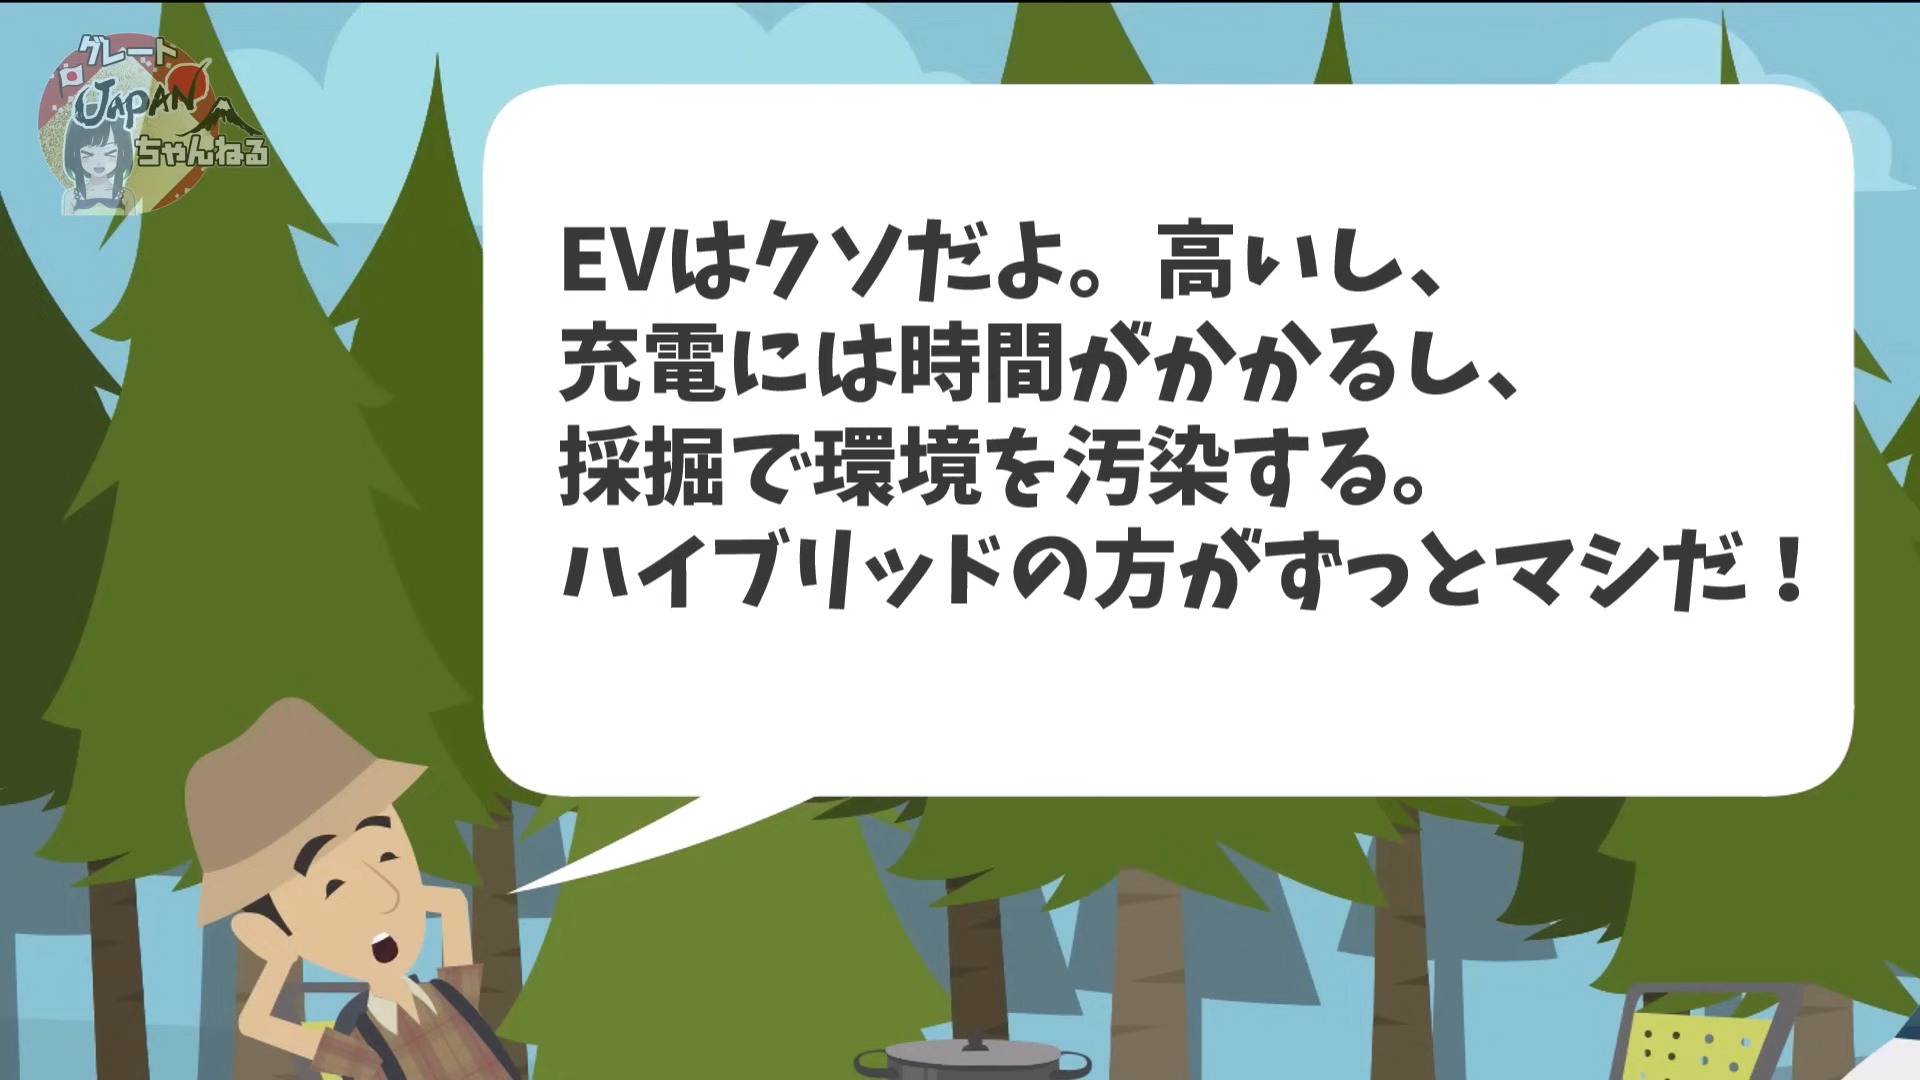 グレート
JAPAN
ちゃんねる
EVはクソだよ。高いし、
充電には時間がかかるし、
採掘で環境を汚染する。
ハイブリッドの方がずっとマシだ！